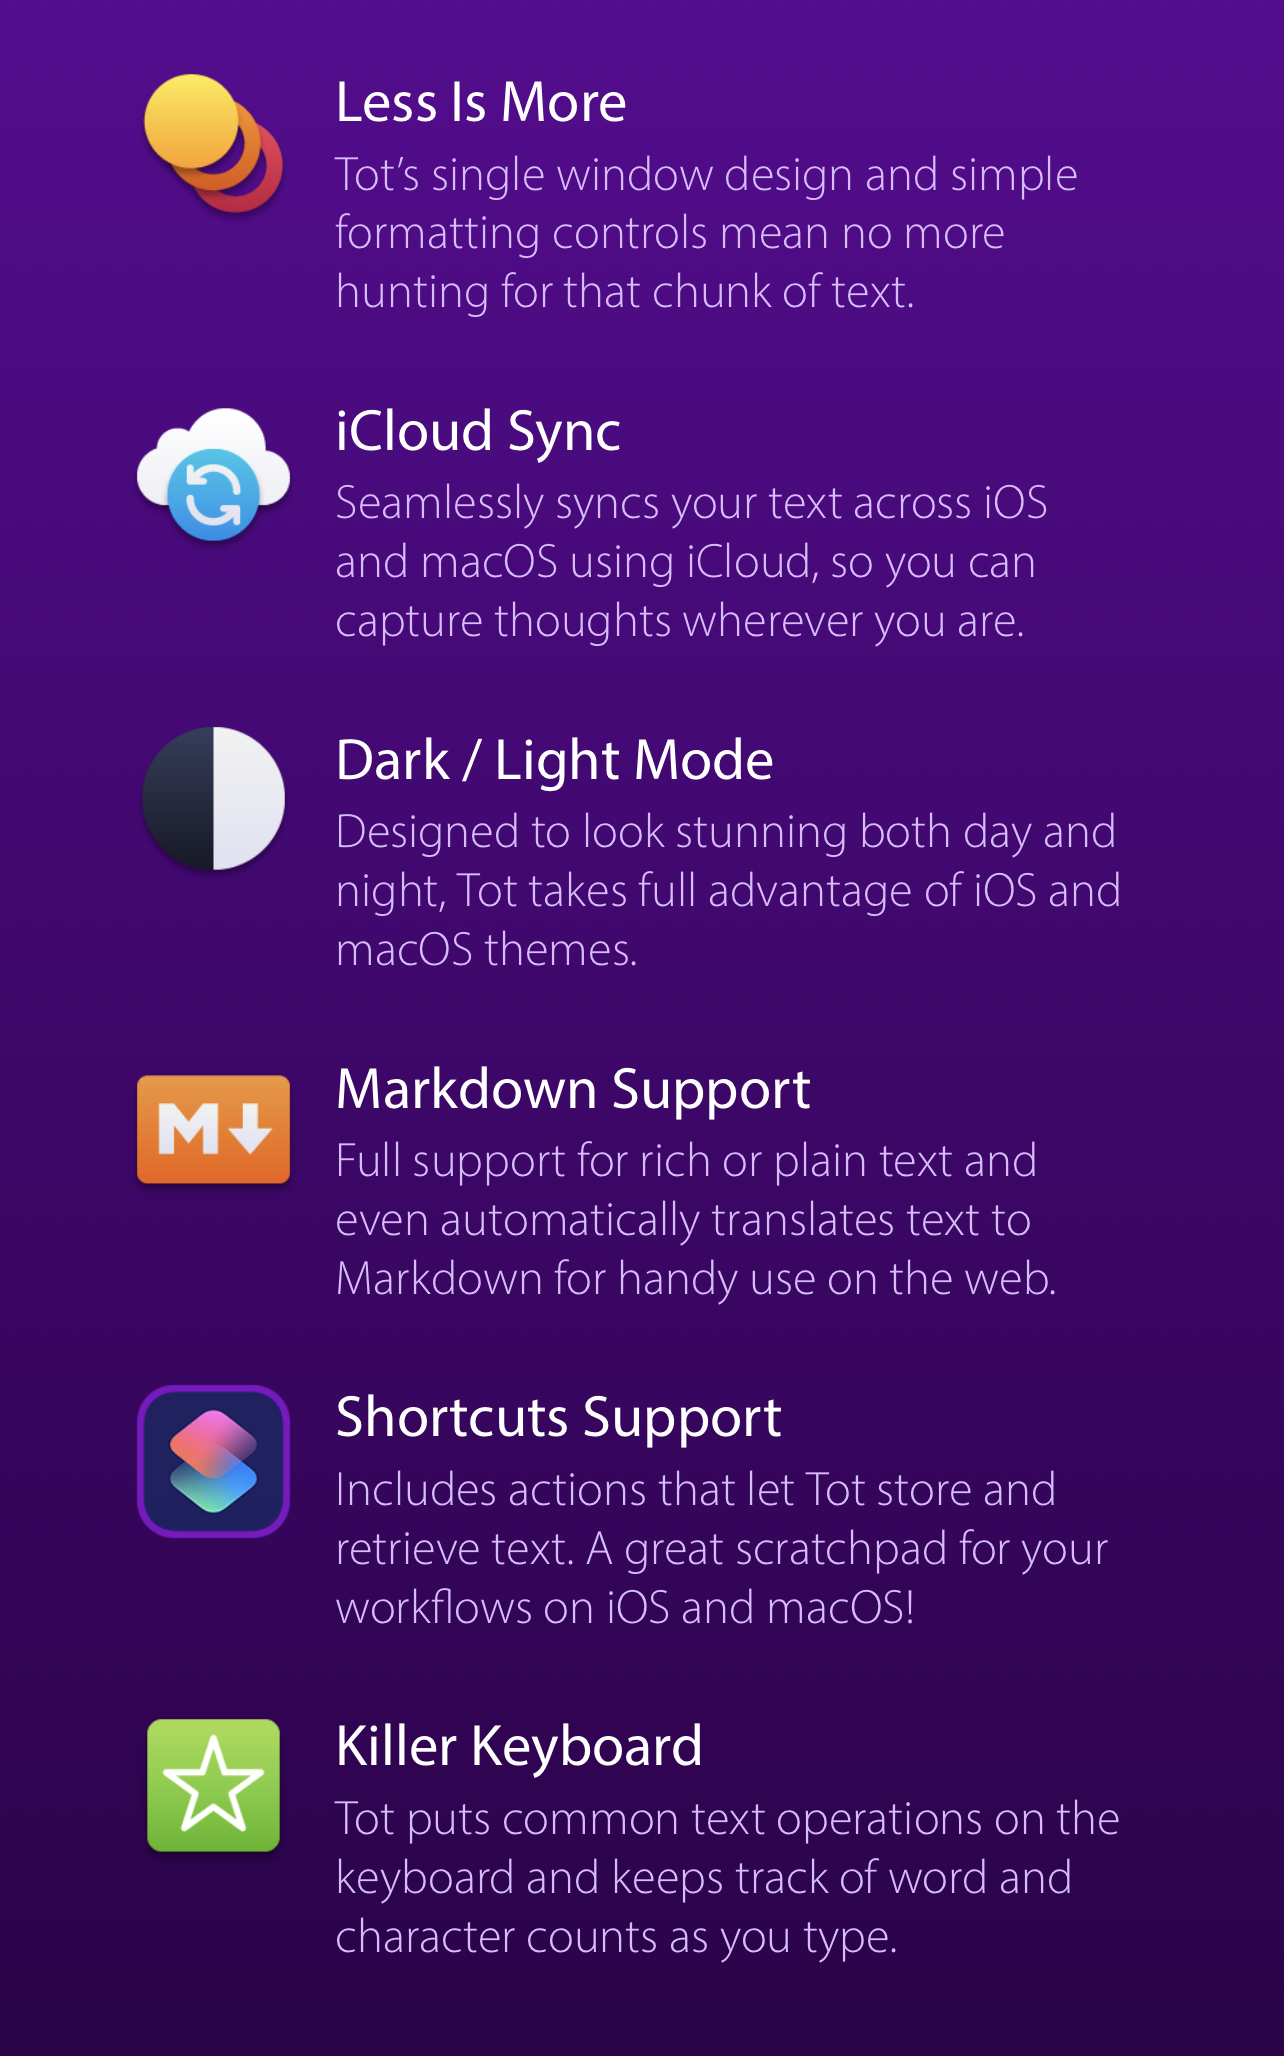 Less Is More
Tot’s single window design and simple
formatting controls mean no more
hunting for that chunk of text.
iCloud Sync
Seamlessly syncs your text across iOS
and macOS using iCloud, so you can
capture thoughts wherever you are.
Dark / Light Mode
Designed to look stunning both day and
night, Tot takes full advantage of iOS and
macOS themes.
M
Markdown Support
Full support for rich or plain text and
even automatically translates text to
Markdown for handy use on the web.
Shortcuts Support
Includes actions that let Tot store and
retrieve text. A great scratchpad for your
workflows on iOS and macOS!
Killer Keyboard
Tot puts common text operations on the
keyboard and keeps track of word and
character counts as you type.